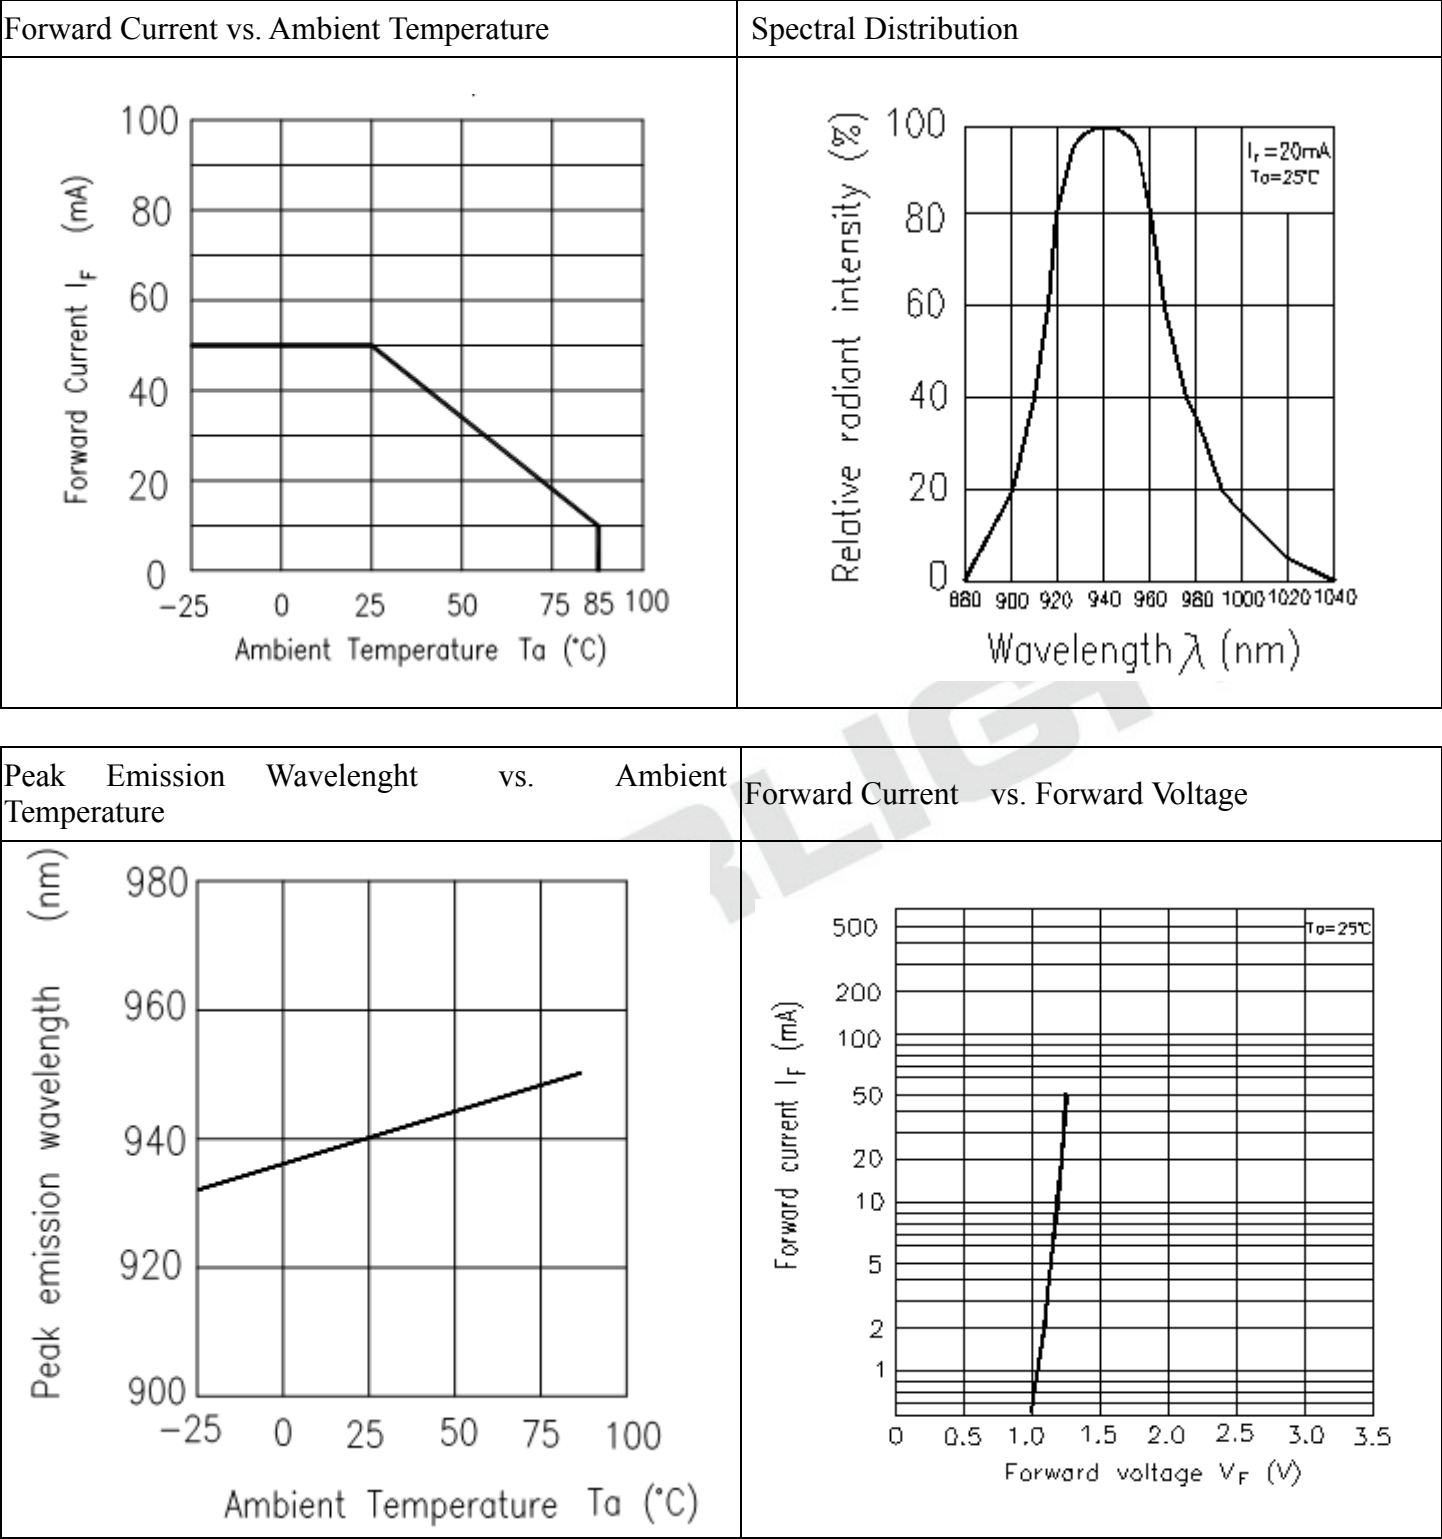 Forward Current vs. Ambient Temperature
Spectral Distribution
100
80
60
40
20
0
Forward Current IF (mA)
-25 0 25 50 75 85 100
Ambient Temperature Ta (°C)
100
80
60
40
20
0
Relative radiant intensity (%)
Ir=20mA
Ta=25°C
880 900 920 940 960 980 1000 1020 1040
Wavelength λ (nm)
Peak Emission Wavelenght vs. Ambient
Temperature
Forward Current vs. Forward Voltage
980
960
940
920
900
Peak emission wavelength (nm)
-25 0 25 50 75 100
Ambient Temperature Ta (°C)
500
200
100
50
20
10
5
2
1
Forward current IF (mA)
Ta=25°C
0 0.5 1.0 1.5 2.0 2.5 3.0 3.5
Forward voltage VF (V)